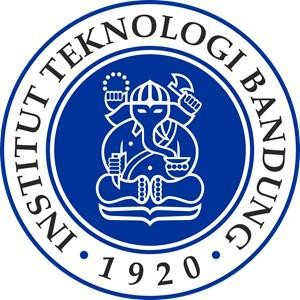 INSTITUT TEKNOLOGI BANDUNG
• 1920 •